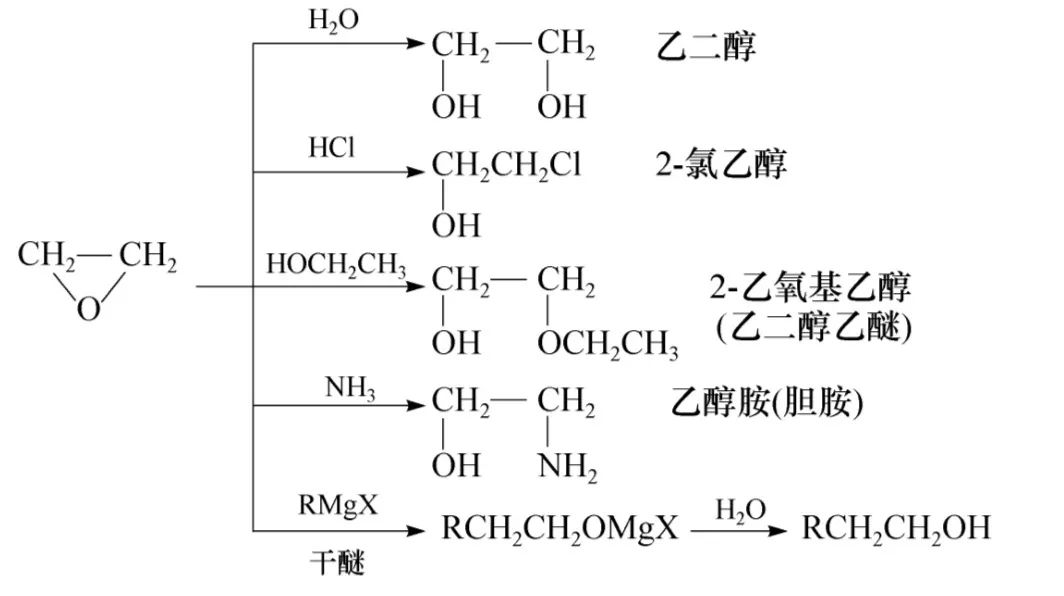 H₂O
CH₂—CH₂ 乙二醇
OH OH
HCl
CH₂CH₂Cl 2-氯乙醇
OH
CH₂—CH₂
O
HOCH₂CH₃
CH₂—CH₂ 2-乙氧基乙醇
(乙二醇乙醚)
OH OCH₂CH₃
NH₃
CH₂—CH₂ 乙醇胺(胆胺)
OH NH₂
RMgX
干醚
RCH₂CH₂OMgX
H₂O
RCH₂CH₂OH